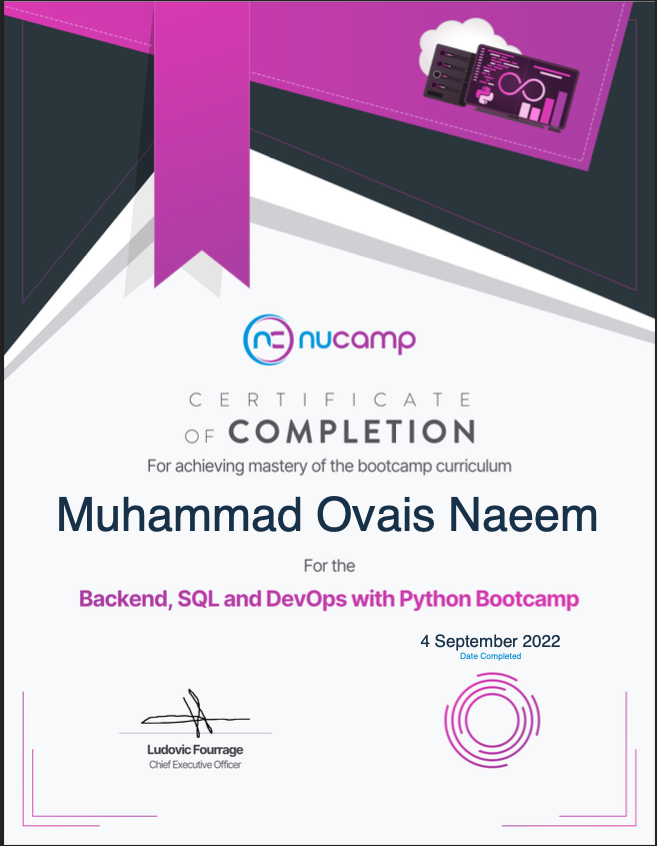 nc nucamp
CERTIFICATE
OF COMPLETION
For achieving mastery of the bootcamp curriculum
Muhammad Ovais Naeem
For the
Backend, SQL and DevOps with Python Bootcamp
4 September 2022
Date Completed
Ludovic Fourrage
Chief Executive Officer